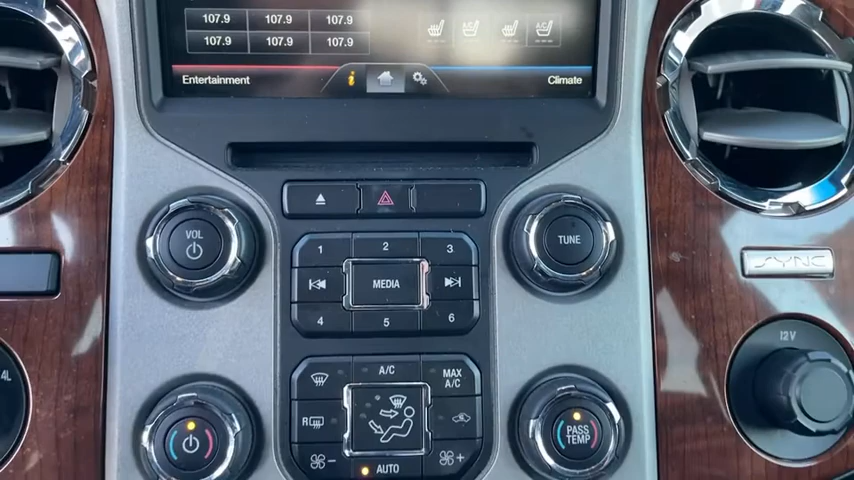 107.9 107.9 107.9
107.9 107.9 107.9
A/C A/C
Entertainment i Climate
VOL
TUNE
1 2 3
MEDIA
SYNC
4 5 6
12V
A/C
MAX
A/C
4L
R
PASS
TEMP
- AUTO +